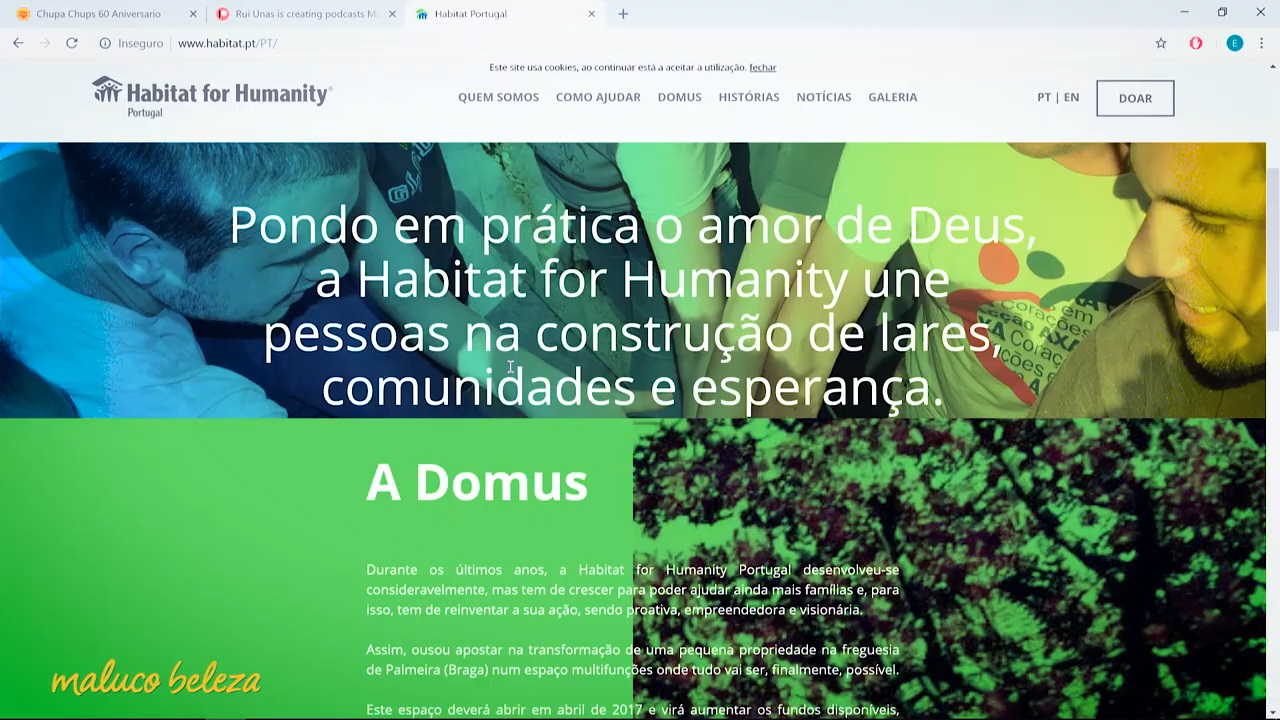 Chupa Chups 60 Aniversario
Rui Unas is creating podcasts M
Habitat Portugal
Inseguro
www.habitat.pt/PT/
E
Este site usa cookies, ao continuar está a aceitar a utilização. fechar
Habitat for Humanity®
Portugal
QUEM SOMOS COMO AJUDAR DOMUS HISTÓRIAS NOTÍCIAS GALERIA
PT | EN
DOAR
Pondo em prática o amor de Deus,
a Habitat for Humanity une
pessoas na construção de lares,
comunidades e esperança.
A Domus
Durante os últimos anos, a Habitat for Humanity Portugal desenvolveu-se
consideravelmente, mas tem de crescer para poder ajudar ainda mais famílias e, para
isso, tem de reinventar a sua ação, sendo proativa, empreendedora e visionária.
Assim, ousou apostar na transformação de uma pequena propriedade na freguesia
de Palmeira (Braga) num espaço multifunções onde tudo vai ser, finalmente, possível.
Este espaço deverá abrir em abril de 2017 e virá aumentar os fundos disponíveis,
maluco beleza